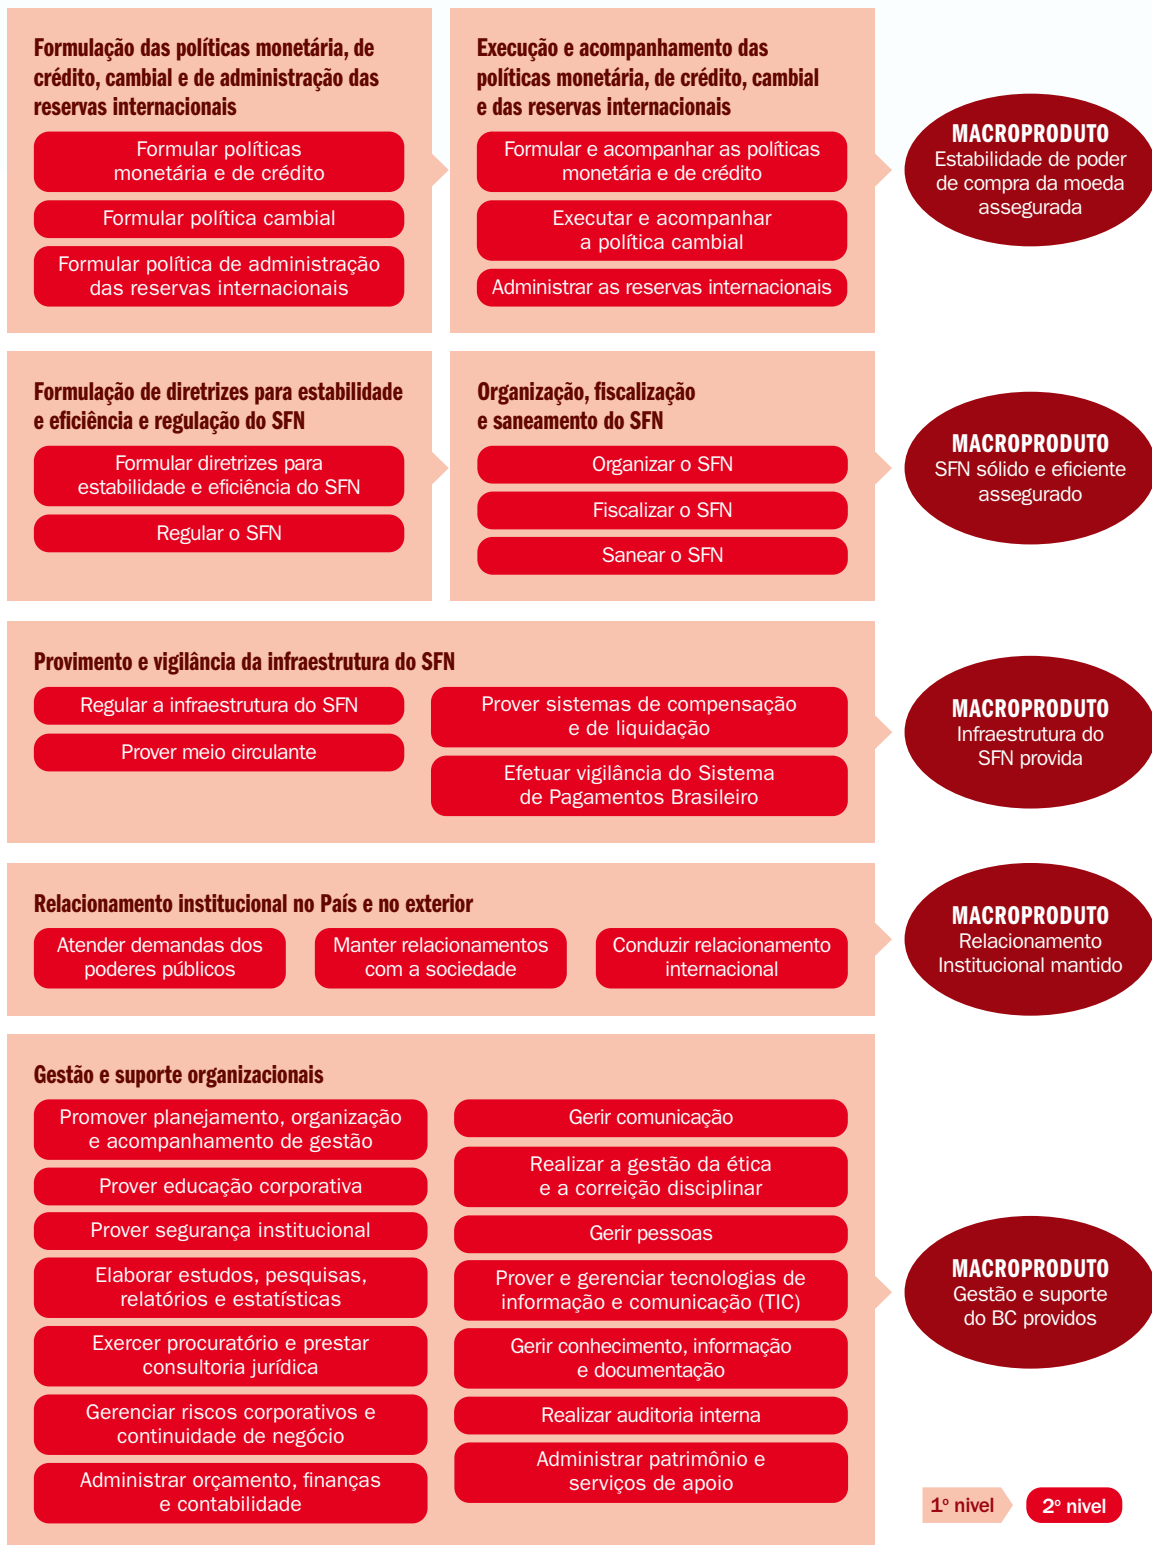 Formulação das políticas monetária, de
crédito, cambial e de administração das
reservas internacionais
Formular políticas
monetária e de crédito
Formular política cambial
Formular política de administração
das reservas internacionais
Execução e acompanhamento das
políticas monetária, de crédito, cambial
e das reservas internacionais
Formular e acompanhar as políticas
monetária e de crédito
Executar e acompanhar
a política cambial
Administrar as reservas internacionais
MACROPRODUTO
Estabilidade de poder
de compra da moeda
assegurada
Formulação de diretrizes para estabilidade
e eficiência e regulação do SFN
Formular diretrizes para
estabilidade e eficiência do SFN
Regular o SFN
Organização, fiscalização
e saneamento do SFN
Organizar o SFN
Fiscalizar o SFN
Sanear o SFN
MACROPRODUTO
SFN sólido e eficiente
assegurado
Provimento e vigilância da infraestrutura do SFN
Regular a infraestrutura do SFN
Prover meio circulante
Prover sistemas de compensação
e de liquidação
Efetuar vigilância do Sistema
de Pagamentos Brasileiro
MACROPRODUTO
Infraestrutura do
SFN provida
Relacionamento institucional no País e no exterior
Atender demandas dos
poderes públicos
Manter relacionamentos
com a sociedade
Conduzir relacionamento
internacional
MACROPRODUTO
Relacionamento
Institucional mantido
Gestão e suporte organizacionais
Promover planejamento, organização
e acompanhamento de gestão
Prover educação corporativa
Prover segurança institucional
Elaborar estudos, pesquisas,
relatórios e estatísticas
Exercer procuratório e prestar
consultoria jurídica
Gerenciar riscos corporativos e
continuidade de negócio
Administrar orçamento, finanças
e contabilidade
Gerir comunicação
Realizar a gestão da ética
e a correição disciplinar
Gerir pessoas
Prover e gerenciar tecnologias de
informação e comunicação (TIC)
Gerir conhecimento, informação
e documentação
Realizar auditoria interna
Administrar patrimônio e
serviços de apoio
MACROPRODUTO
Gestão e suporte
do BC providos
1º nivel
2º nivel